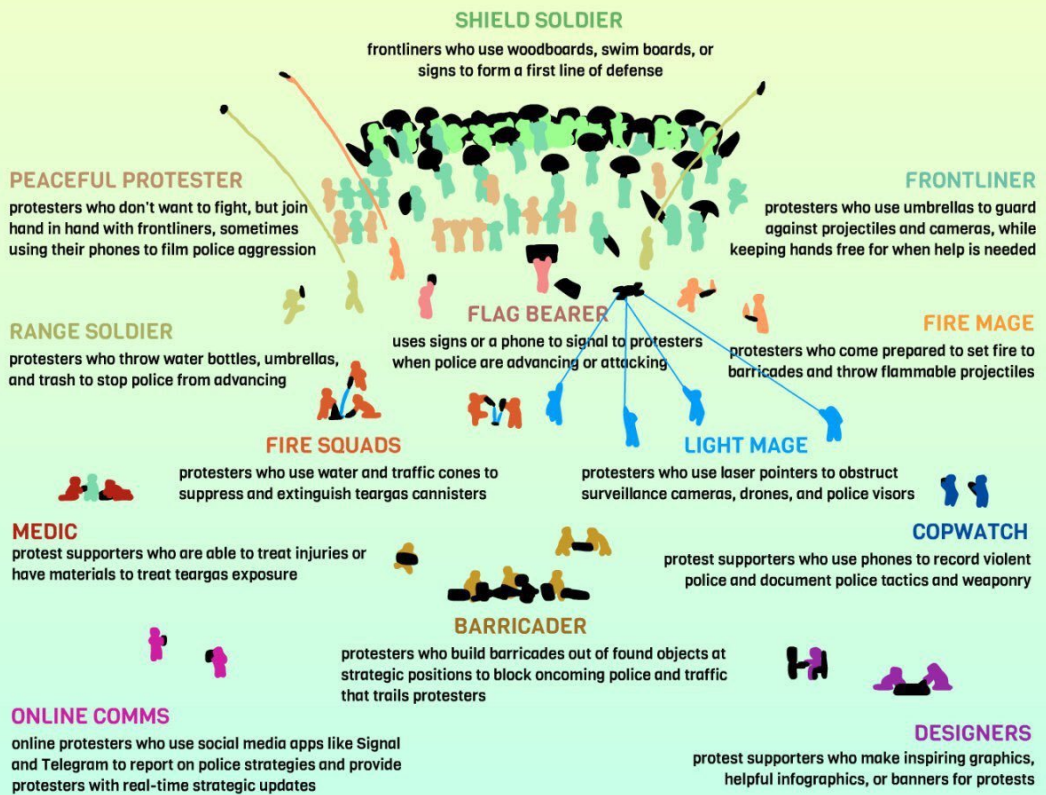 SHIELD SOLDIER
frontliners who use woodboards, swim boards, or
signs to form a first line of defense
PEACEFUL PROTESTER
protesters who don't want to fight, but join
hand in hand with frontliners, sometimes
using their phones to film police aggression
FRONTLINER
protesters who use umbrellas to guard
against projectiles and cameras, while
keeping hands free for when help is needed
RANGE SOLDIER
protesters who throw water bottles, umbrellas,
and trash to stop police from advancing
FLAG BEARER
uses signs or a phone to signal to protesters
when police are advancing or attacking
FIRE MAGE
protesters who come prepared to set fire to
barricades and throw flammable projectiles
FIRE SQUADS
protesters who use water and traffic cones to
suppress and extinguish teargas cannisters
LIGHT MAGE
protesters who use laser pointers to obstruct
surveillance cameras, drones, and police visors
MEDIC
protest supporters who are able to treat injuries or
have materials to treat teargas exposure
COPWATCH
protest supporters who use phones to record violent
police and document police tactics and weaponry
BARRICADER
protesters who build barricades out of found objects at
strategic positions to block oncoming police and traffic
that trails protesters
ONLINE COMMS
online protesters who use social media apps like Signal
and Telegram to report on police strategies and provide
protesters with real-time strategic updates
DESIGNERS
protest supporters who make inspiring graphics,
helpful infographics, or banners for protests